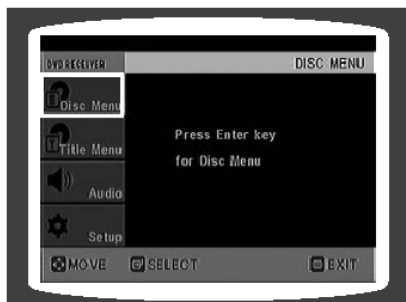 DVD RECEIVER
DISC MENU
Disc Menu
Title Menu
Audio
Setup
Press Enter key
for Disc Menu
MOVE
SELECT
EXIT